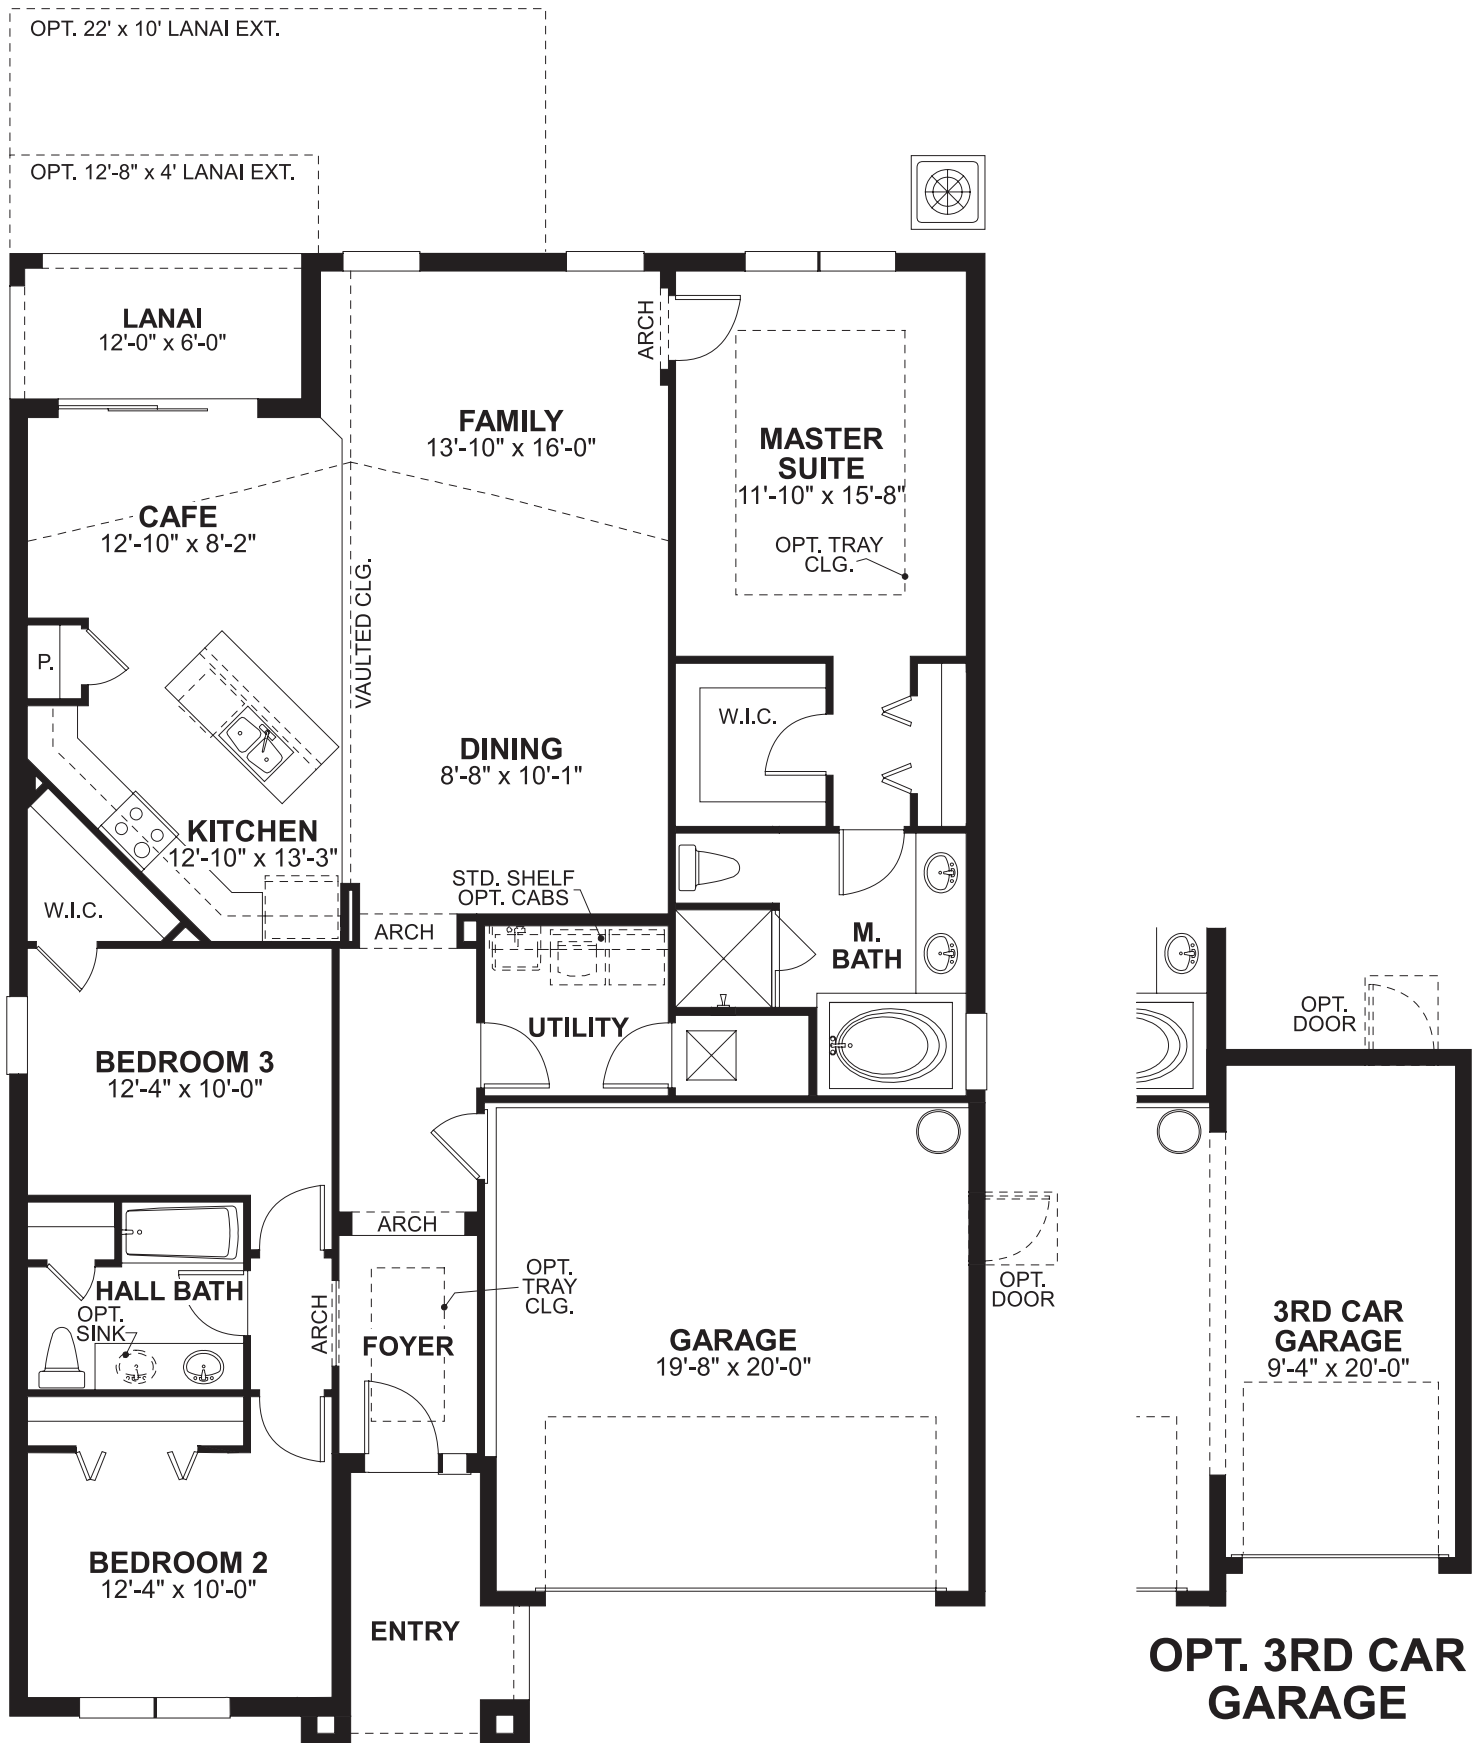 OPT. 22' x 10' LANAI EXT.
OPT. 12'-8" x 4' LANAI EXT.
LANAI
12'-0" x 6'-0"
ARCH
FAMILY
13'-10" x 16'-0"
MASTER
SUITE
11'-10" x 15'-8"
OPT. TRAY
CLG.
CAFE
12'-10" x 8'-2"
VAULTED CLG.
P.
W.I.C.
DINING
8'-8" x 10'-1"
KITCHEN
12'-10" x 13'-3"
STD. SHELF
OPT. CABS
W.I.C.
ARCH
M.
BATH
UTILITY
BEDROOM 3
12'-4" x 10'-0"
OPT.
DOOR
ARCH
HALL BATH
OPT.
SINK
ARCH
OPT.
TRAY
CLG.
FOYER
GARAGE
19'-8" x 20'-0"
OPT.
DOOR
3RD CAR
GARAGE
9'-4" x 20'-0"
BEDROOM 2
12'-4" x 10'-0"
ENTRY
OPT. 3RD CAR
GARAGE